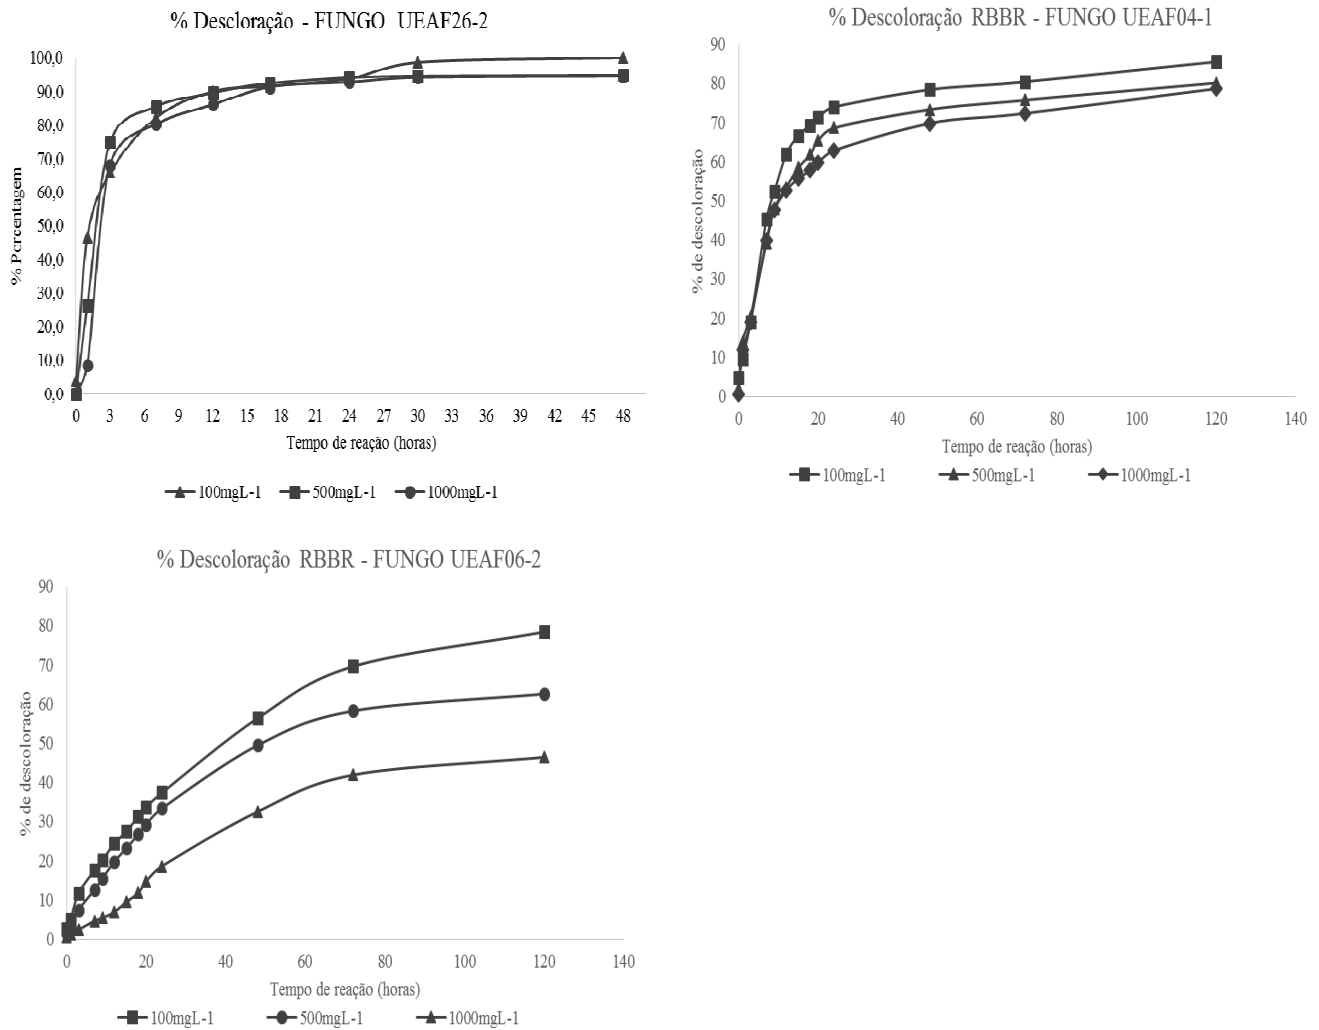 % Descloração - FUNGO UEAF26-2
100,0
90,0
80,0
70,0
60,0
50,0
40,0
30,0
20,0
10,0
0,0
% Percentagem
0 3 6 9 12 15 18 21 24 27 30 33 36 39 42 45 48
Tempo de reação (horas)
100mgL-1 500mgL-1 1000mgL-1
% Descoloração RBBR - FUNGO UEAF04-1
90
80
70
60
50
40
30
20
10
0
% de descoloração
0 20 40 60 80 100 120 140
Tempo de reação (horas)
100mgL-1 500mgL-1 1000mgL-1
% Descoloração RBBR - FUNGO UEAF06-2
90
80
70
60
50
40
30
20
10
0
% de descoloração
0 20 40 60 80 100 120 140
Tempo de reação (horas)
100mgL-1 500mgL-1 1000mgL-1